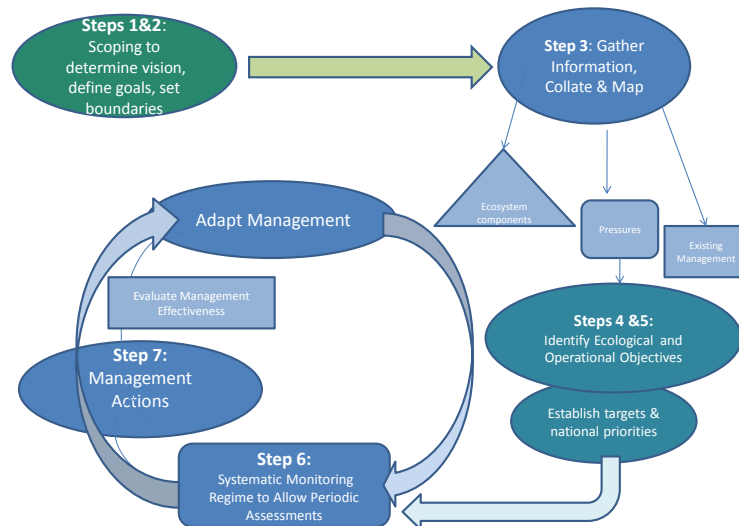 Steps 1&2:
Scoping to
determine vision,
define goals, set
boundaries
Step 3: Gather
Information,
Collate & Map
Ecosystem
components
Pressures
Existing
Management
Adapt Management
Evaluate Management
Effectiveness
Steps 4 &5:
Identify Ecological and
Operational Objectives
Step 7:
Management
Actions
Establish targets &
national priorities
Step 6:
Systematic Monitoring
Regime to Allow Periodic
Assessments